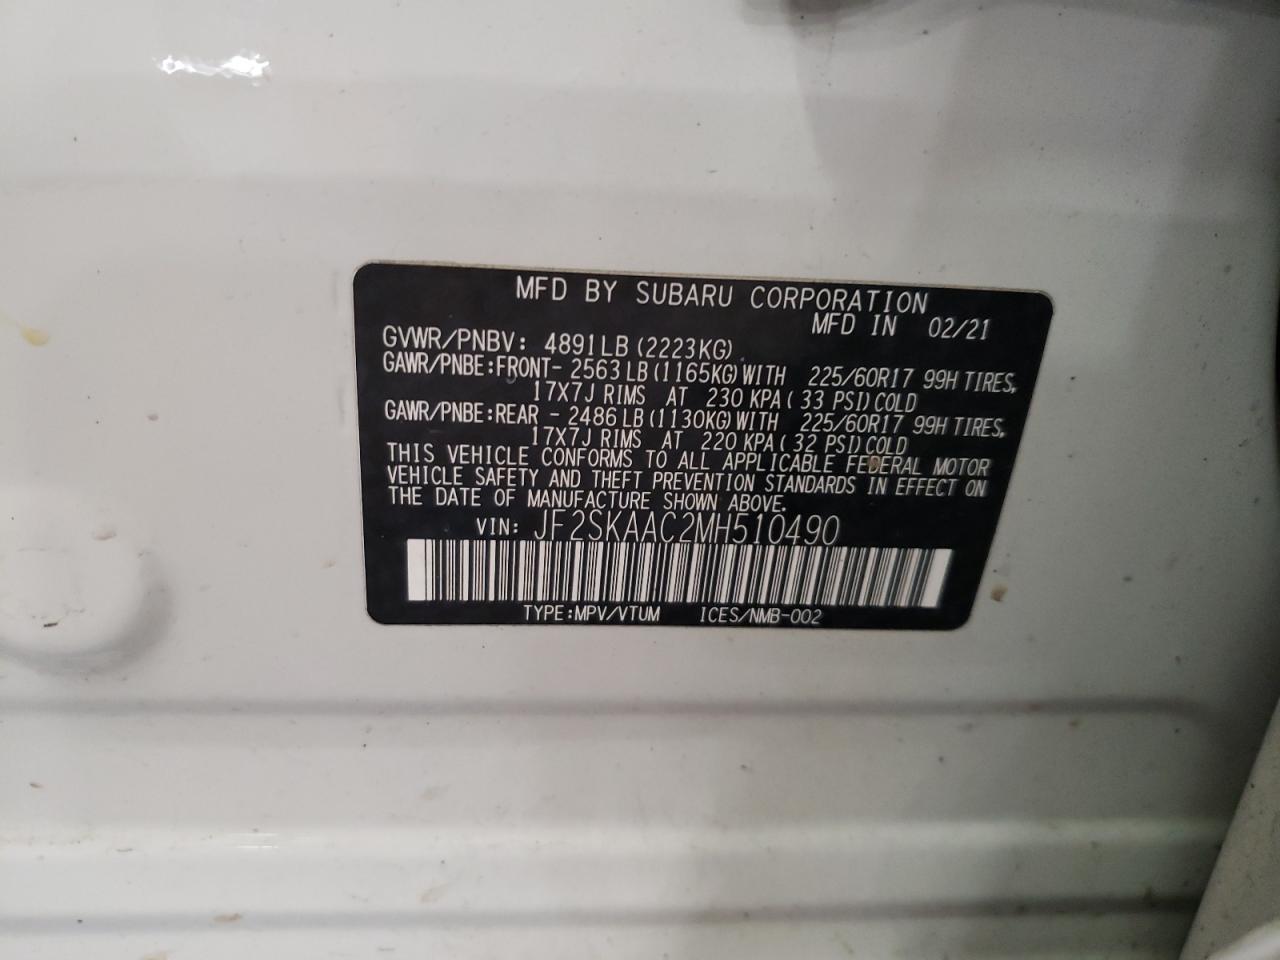 MFD BY SUBARU CORPORATION
MFD IN 02/21
GVWR/PNBV: 4891LB (2223KG)
GAWR/PNBE:FRONT- 2563 LB (1165KG) WITH 225/60R17 99H TIRES,
17X7J RIMS AT 230 KPA ( 33 PSI) COLD
GAWR/PNBE:REAR - 2486 LB (1130KG) WITH 225/60R17 99H TIRES,
17X7J RIMS AT 220 KPA ( 32 PSI) COLD
THIS VEHICLE CONFORMS TO ALL APPLICABLE FEDERAL MOTOR
VEHICLE SAFETY AND THEFT PREVENTION STANDARDS IN EFFECT ON
THE DATE OF MANUFACTURE SHOWN ABOVE.
VIN: JF2SKAAC2MH510490
TYPE:MPV/VTUM ICES/NMB-002